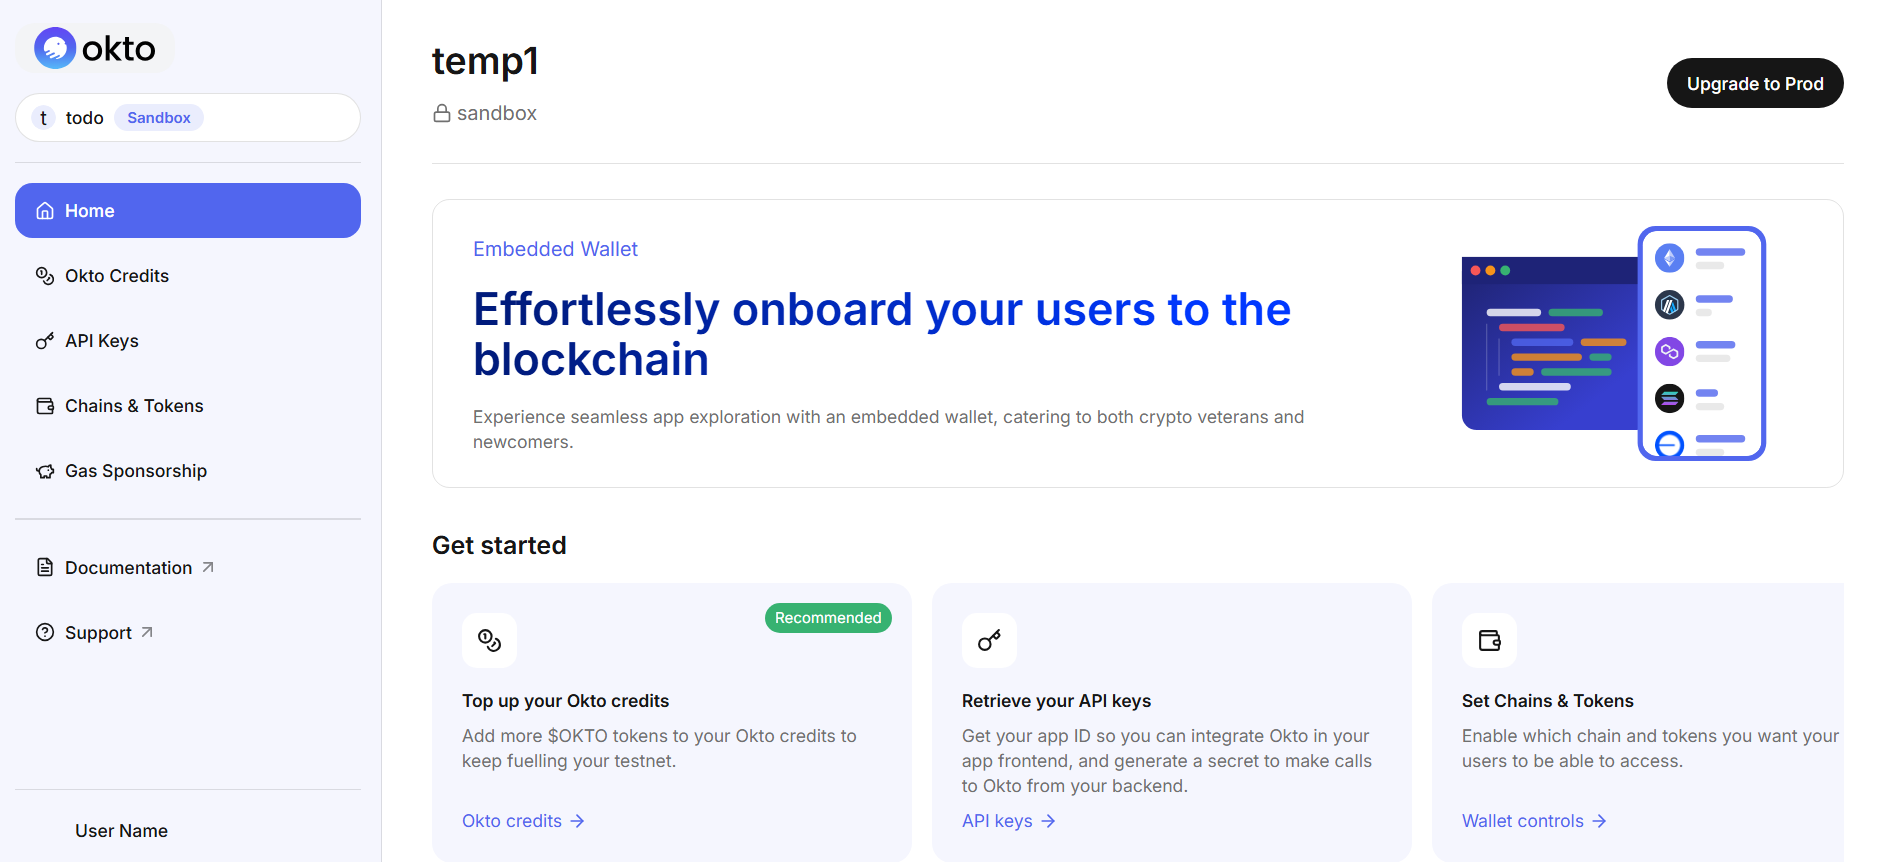 okto
t todo Sandbox
Home
Okto Credits
API Keys
Chains & Tokens
Gas Sponsorship
Documentation
Support
User Name
temp1
sandbox
Upgrade to Prod
Embedded Wallet
Effortlessly onboard your users to the
blockchain
Experience seamless app exploration with an embedded wallet, catering to both crypto veterans and
newcomers.
Get started
Recommended
Top up your Okto credits
Add more $OKTO tokens to your Okto credits to
keep fuelling your testnet.
Okto credits
Retrieve your API keys
Get your app ID so you can integrate Okto in your
app frontend, and generate a secret to make calls
to Okto from your backend.
API keys
Set Chains & Tokens
Enable which chain and tokens you want your
users to be able to access.
Wallet controls